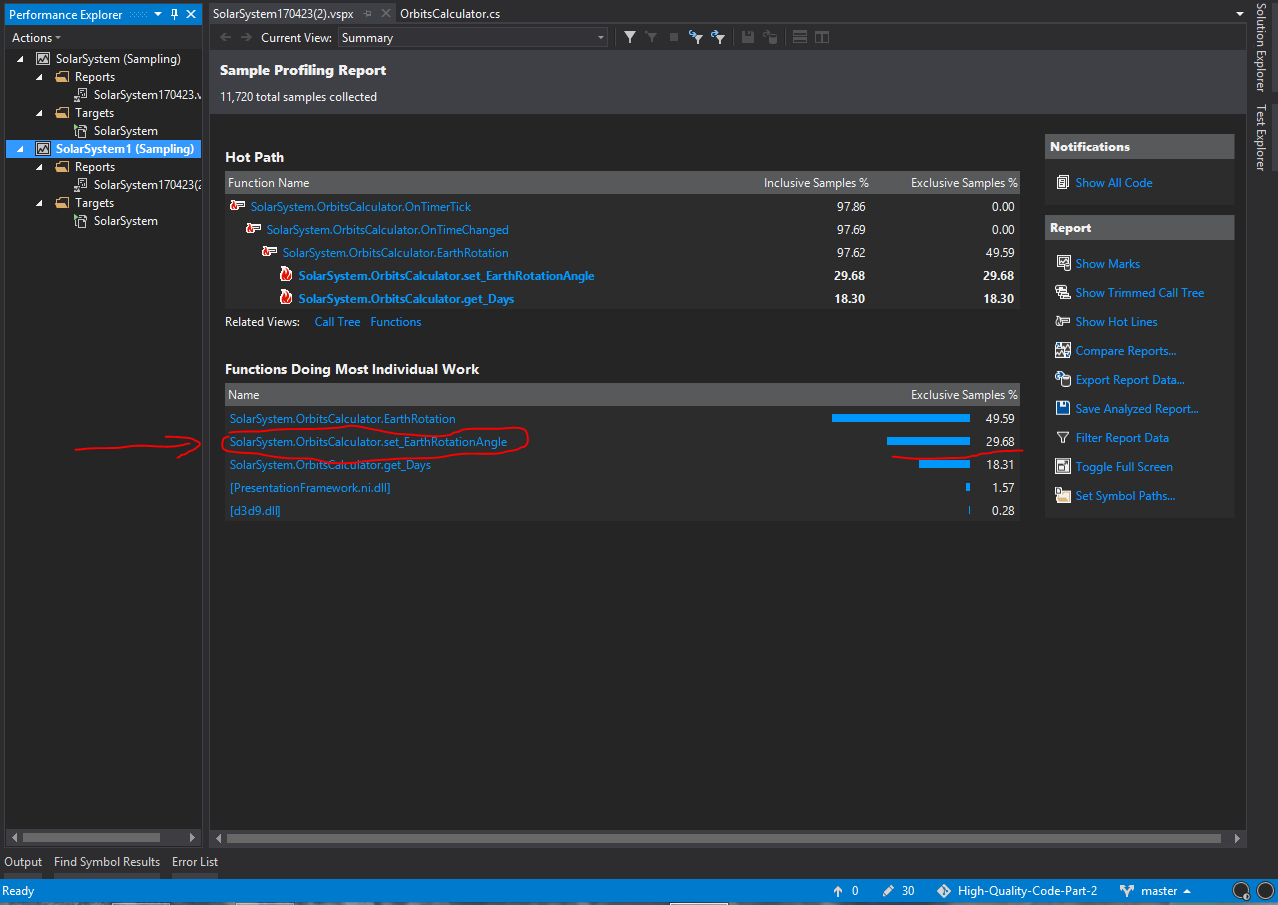 Performance Explorer
Actions
SolarSystem (Sampling)
Reports
SolarSystem170423.v
Targets
SolarSystem
SolarSystem1 (Sampling)
Reports
SolarSystem170423(2
Targets
SolarSystem
SolarSystem170423(2).vspx
OrbitsCalculator.cs
Current View: Summary
Sample Profiling Report
11,720 total samples collected
Hot Path
Function Name Inclusive Samples % Exclusive Samples %
SolarSystem.OrbitsCalculator.OnTimerTick 97.86 0.00
SolarSystem.OrbitsCalculator.OnTimeChanged 97.69 0.00
SolarSystem.OrbitsCalculator.EarthRotation 97.62 49.59
SolarSystem.OrbitsCalculator.set_EarthRotationAngle 29.68 29.68
SolarSystem.OrbitsCalculator.get_Days 18.30 18.30
Related Views: Call Tree Functions
Functions Doing Most Individual Work
Name Exclusive Samples %
SolarSystem.OrbitsCalculator.EarthRotation 49.59
SolarSystem.OrbitsCalculator.set_EarthRotationAngle 29.68
SolarSystem.OrbitsCalculator.get_Days 18.31
[PresentationFramework.ni.dll] 1.57
[d3d9.dll] 0.28
Notifications
Show All Code
Report
Show Marks
Show Trimmed Call Tree
Show Hot Lines
Compare Reports...
Export Report Data...
Save Analyzed Report...
Filter Report Data
Toggle Full Screen
Set Symbol Paths...
Solution Explorer
Test Explorer
Output Find Symbol Results Error List
Ready 0 30 High-Quality-Code-Part-2 master